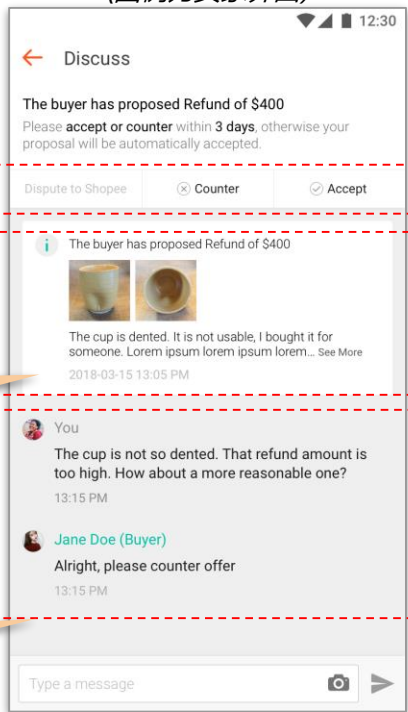 12:30
Discuss
The buyer has proposed Refund of $400
Please accept or counter within 3 days, otherwise your
proposal will be automatically accepted.
Dispute to Shopee Counter Accept
The buyer has proposed Refund of $400
The cup is dented. It is not usable, I bought it for
someone. Lorem ipsum lorem ipsum lorem... See More
2018-03-15 13:05 PM
You
The cup is not so dented. That refund amount is
too high. How about a more reasonable one?
13:15 PM
Jane Doe (Buyer)
Alright, please counter offer
13:15 PM
Type a message